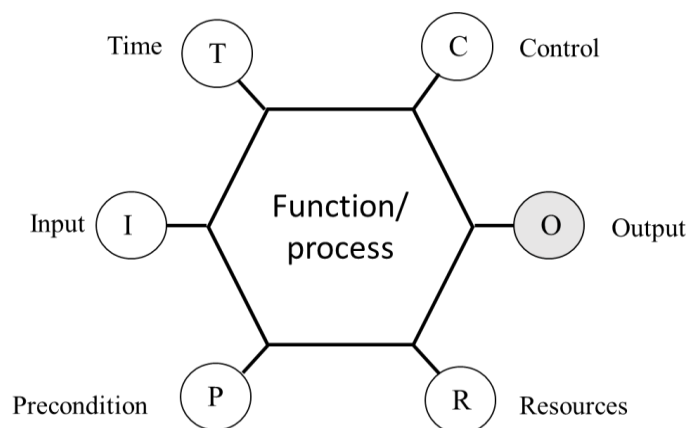 Time
T
C
Control
Function/
process
Input
I
O
Output
Precondition
P
R
Resources